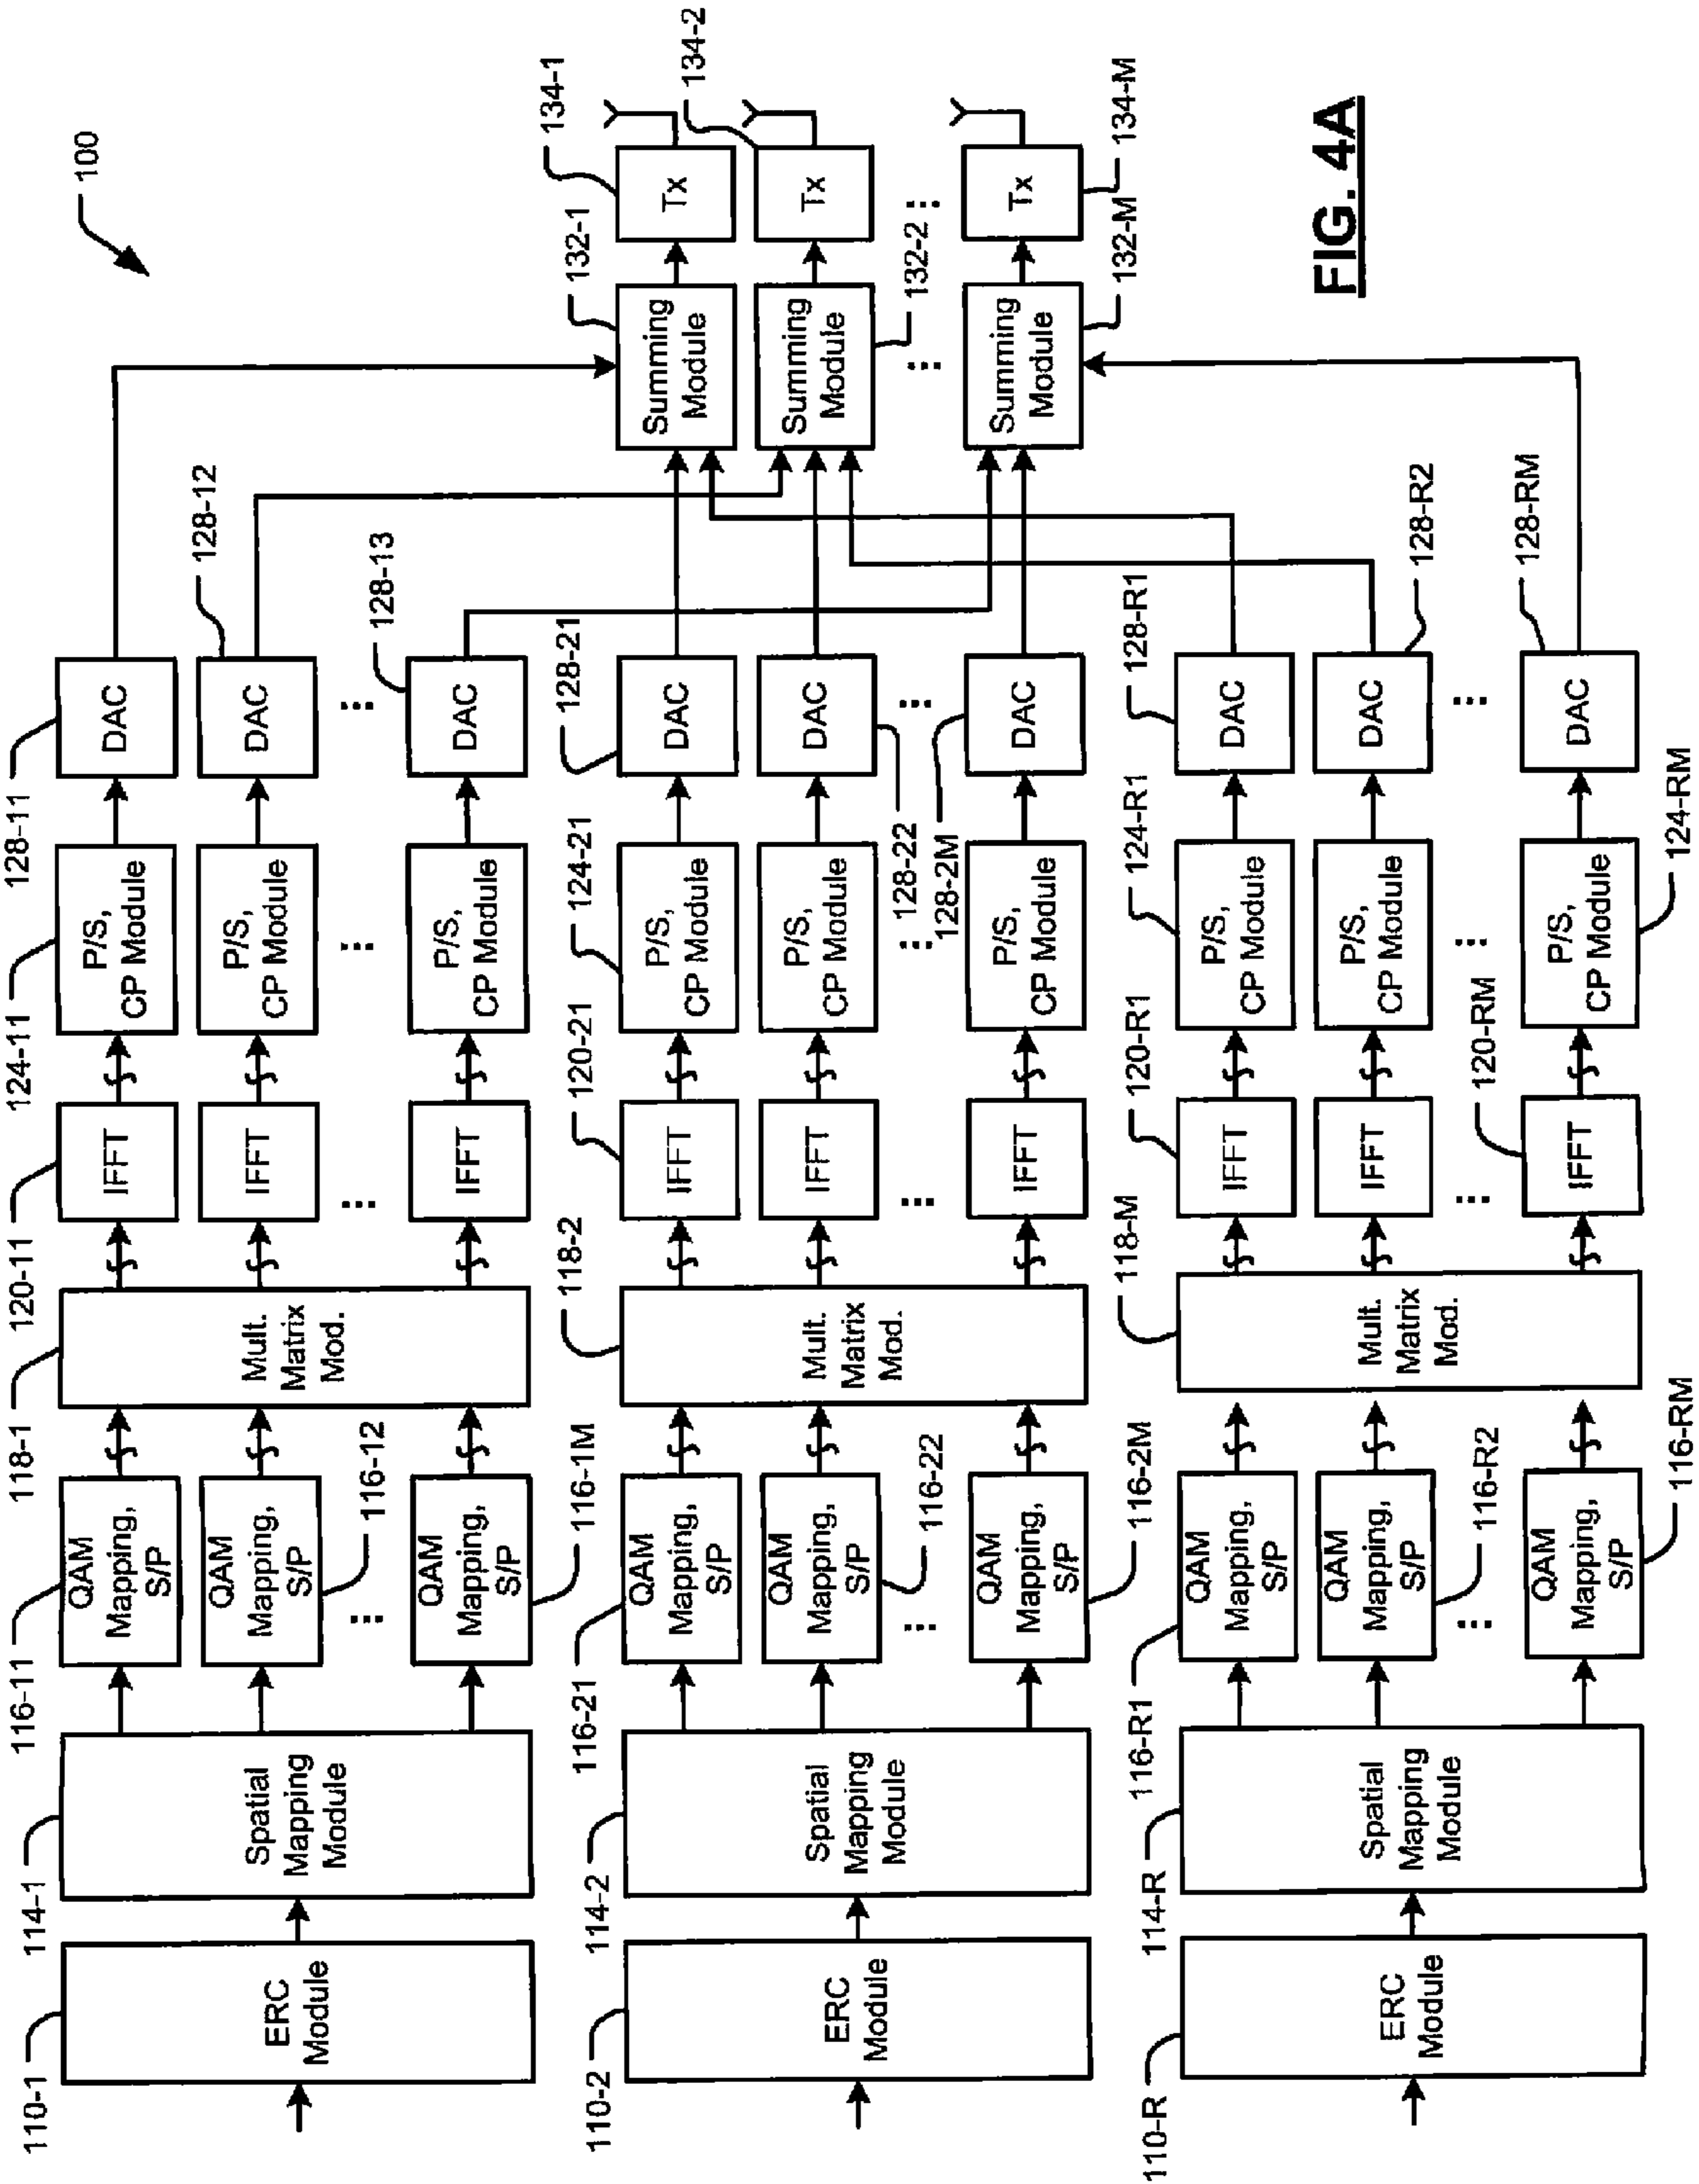 100
110-1
ERC
Module
114-1
Spatial
Mapping
Module
116-11
QAM
Mapping,
S/P
QAM
Mapping,
S/P
116-12
...
QAM
Mapping,
S/P
116-1M
118-1
Mult.
Matrix
Mod.
120-11
IFFT
IFFT
...
IFFT
124-11
P/S,
CP Module
P/S,
CP Module
...
P/S,
CP Module
128-11
DAC
128-12
DAC
...
128-13
DAC
110-2
ERC
Module
114-2
Spatial
Mapping
Module
116-21
QAM
Mapping,
S/P
QAM
Mapping,
S/P
116-22
...
QAM
Mapping,
S/P
116-2M
118-2
Mult.
Matrix
Mod.
120-21
IFFT
IFFT
...
IFFT
124-21
P/S,
CP Module
P/S,
CP Module
...
P/S,
CP Module
128-21
DAC
DAC
128-22
...
128-2M
DAC
110-R
ERC
Module
114-R
Spatial
Mapping
Module
116-R1
QAM
Mapping,
S/P
QAM
Mapping,
S/P
116-R2
...
QAM
Mapping,
S/P
116-RM
118-M
Mult.
Matrix
Mod.
120-R1
IFFT
IFFT
...
120-RM
IFFT
124-R1
P/S,
CP Module
P/S,
CP Module
...
P/S,
CP Module
124-RM
128-R1
DAC
DAC
128-R2
...
128-RM
DAC
132-1
Summing
Module
Summing
Module
132-2
...
Summing
Module
132-M
134-1
Tx
134-2
Tx
...
Tx
134-M
FIG. 4A